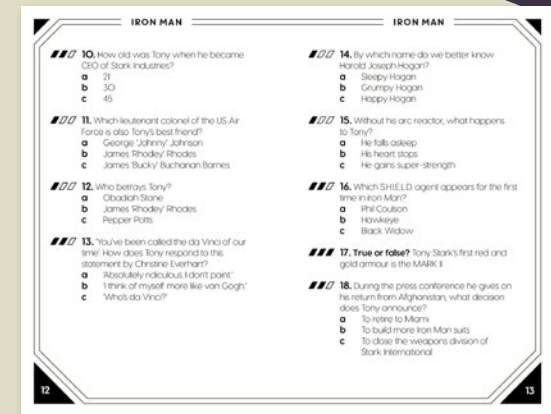 IRON MAN
10. How old was Tony when he became
CEO of Stark Industries?
a 21
b 30
c 45
11. Which lieutenant colonel of the US Air
Force is also Tony's best friend?
a George 'Johnny' Johnson
b James 'Rhodey' Rhodes
c James 'Bucky' Buchanan Barnes
12. Who betrays Tony?
a Obadiah Stane
b James 'Rhodey' Rhodes
c Pepper Potts
13. 'You've been called the da Vinci of our
time.' How does Tony respond to this
statement by Christine Everhart?
a 'Absolutely ridiculous. I don't paint.'
b 'I think of myself more like van Gogh.'
c 'Who's da Vinci?'
12
IRON MAN
14. By which name do we better know
Harold Joseph Hogan?
a Sleepy Hogan
b Grumpy Hogan
c Happy Hogan
15. Without his arc reactor, what happens
to Tony?
a He falls asleep
b His heart stops
c He gains super-strength
16. Which S.H.I.E.L.D. agent appears for the first
time in Iron Man?
a Phil Coulson
b Hawkeye
c Black Widow
17. True or false? Tony Stark's first red and
gold armour is the MARK II.
18. During the press conference he gives on
his return from Afghanistan, what decision
does Tony announce?
a To retire to Miami
b To build more Iron Man suits
c To close the weapons division of
Stark International
13